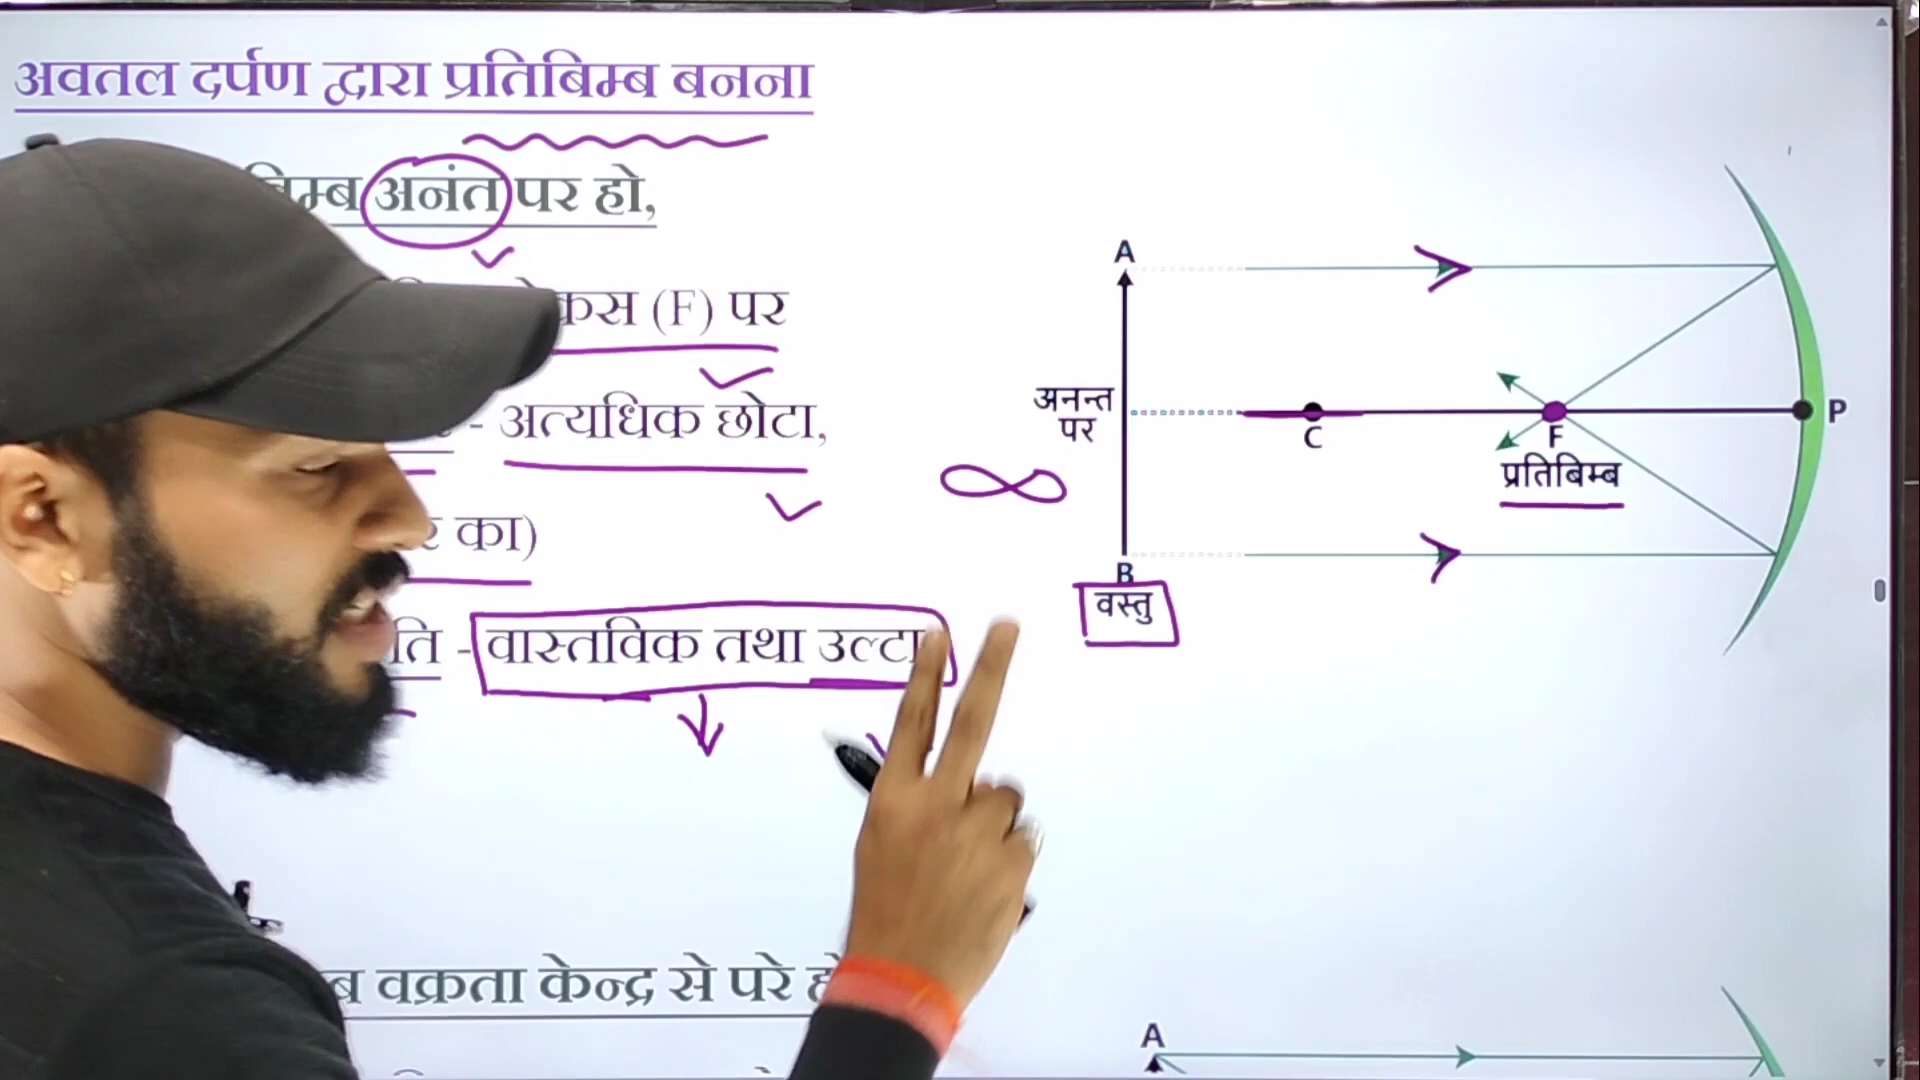 अवतल दर्पण द्वारा प्रतिबिम्ब बनना
अनंत पर हो,
(F) पर
- अत्यधिक छोटा,
का)
- वास्तविक तथा उल्टा
वक्रता केन्द्र से परे
A
अनन्त
पर
C
F
P
प्रतिबिम्ब
∞
B
वस्तु
A